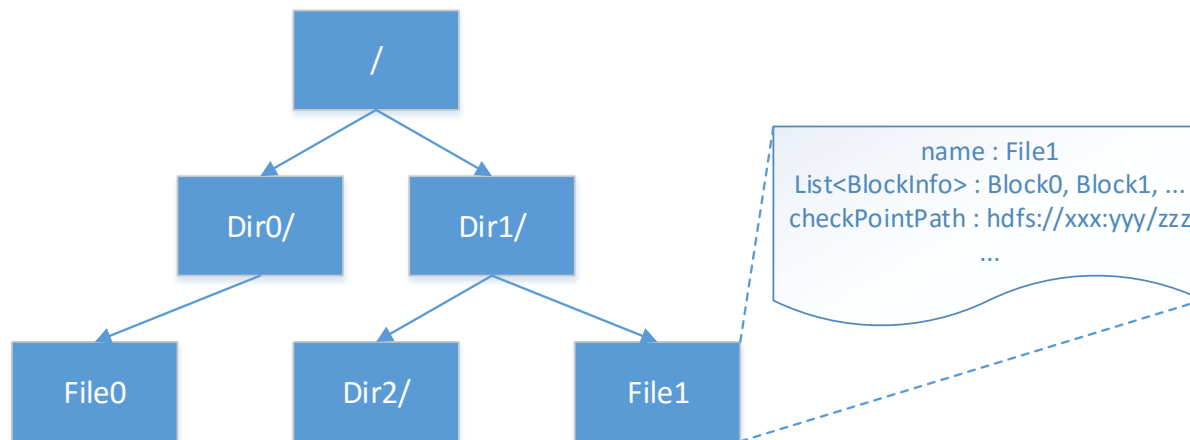 /
Dir0/
Dir1/
File0
Dir2/
File1
name : File1
List<BlockInfo> : Block0, Block1, ...
checkPointPath : hdfs://xxx:yyy/zzz
...